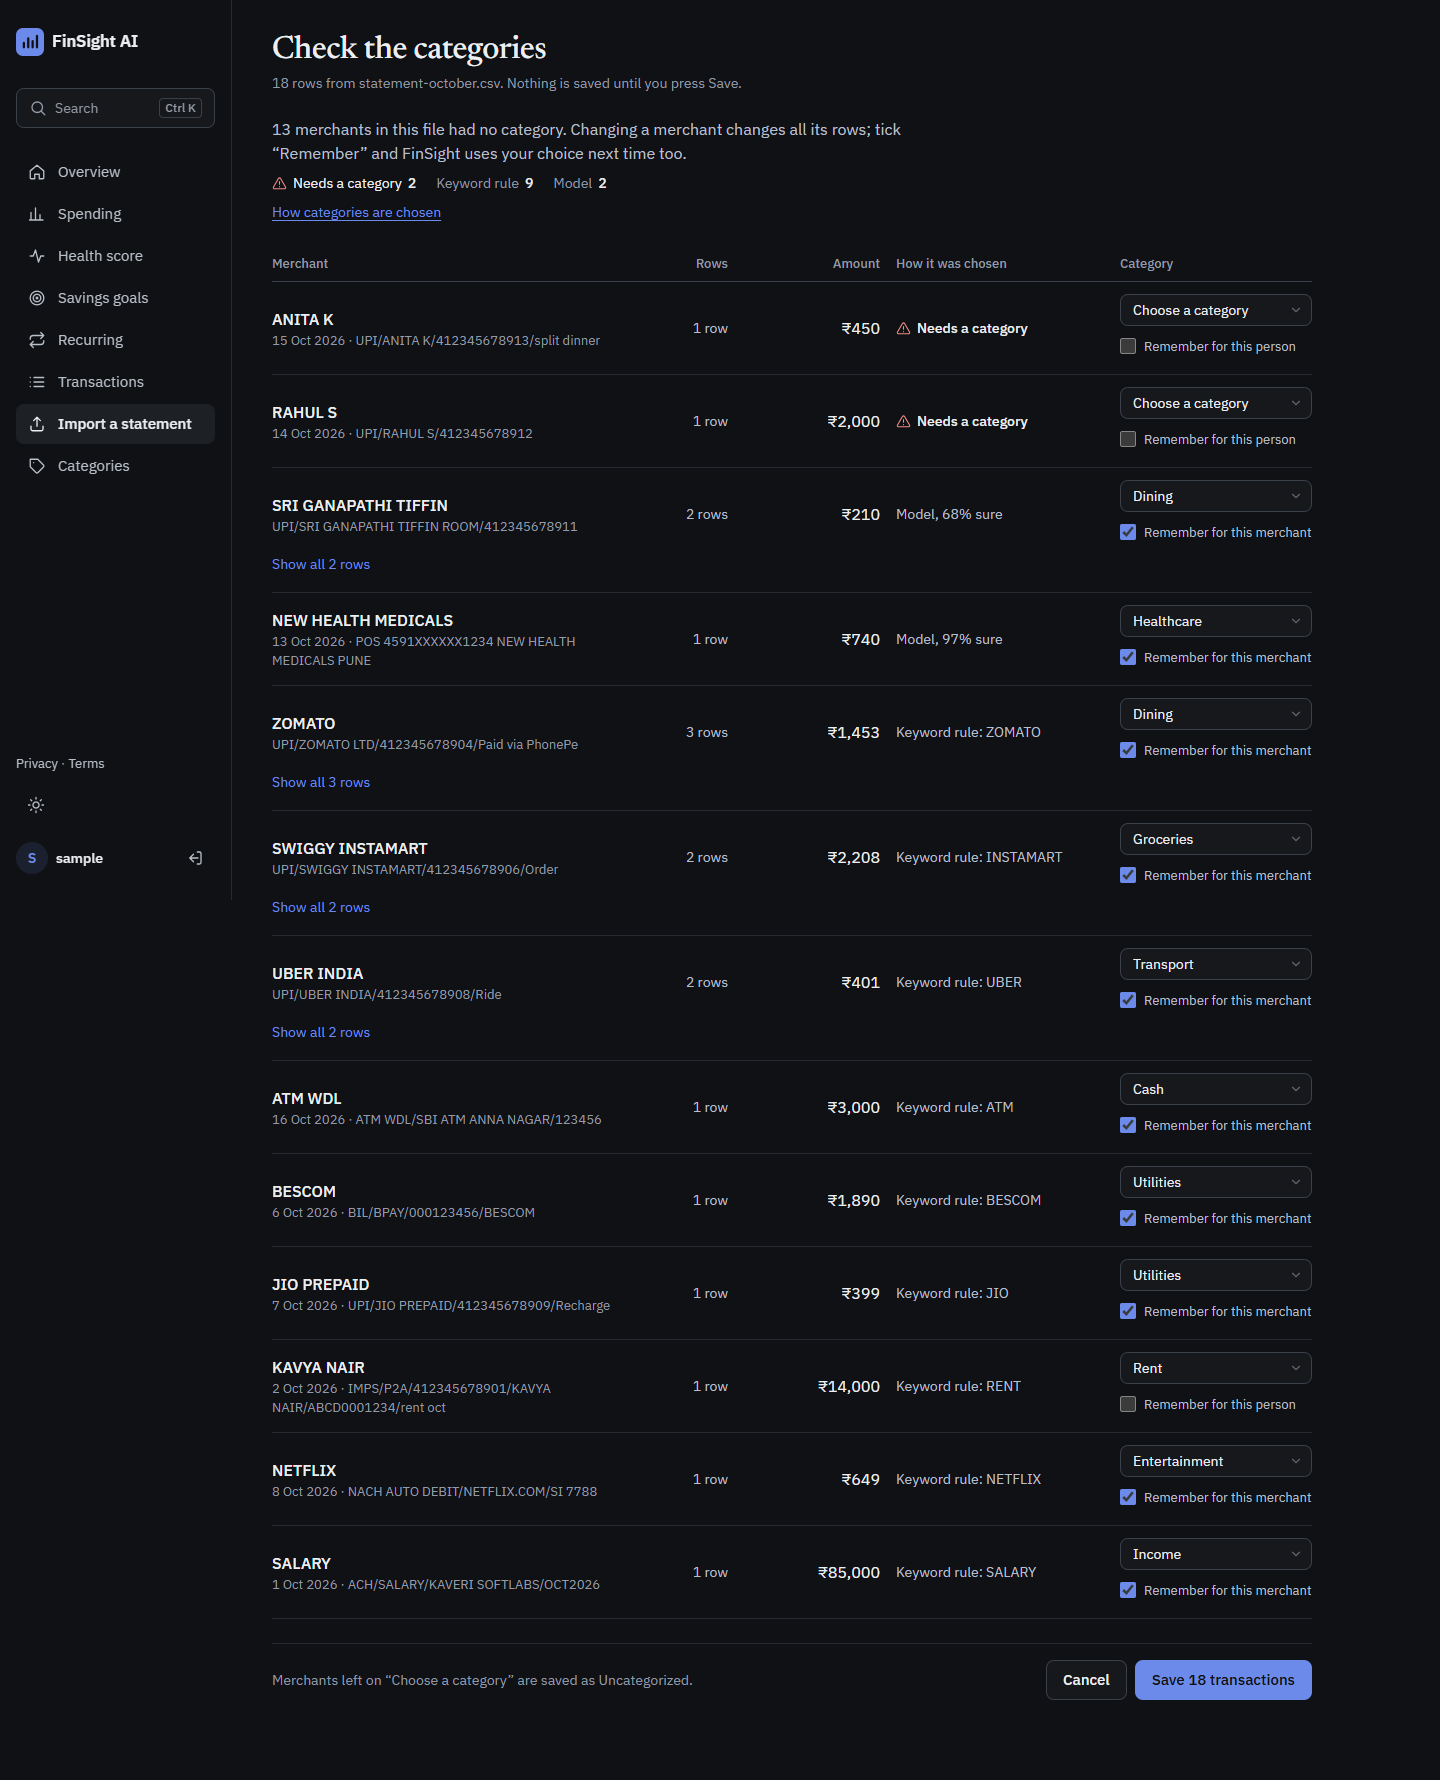 FinSight AI
Search Ctrl K
Overview
Spending
Health score
Savings goals
Recurring
Transactions
Import a statement
Categories
Privacy · Terms
S sample
Check the categories
18 rows from statement-october.csv. Nothing is saved until you press Save.
13 merchants in this file had no category. Changing a merchant changes all its rows; tick
“Remember” and FinSight uses your choice next time too.
Needs a category 2 Keyword rule 9 Model 2
How categories are chosen
Merchant Rows Amount How it was chosen Category
ANITA K
15 Oct 2026 · UPI/ANITA K/412345678913/split dinner
1 row ₹450 Needs a category
Choose a category
Remember for this person
RAHUL S
14 Oct 2026 · UPI/RAHUL S/412345678912
1 row ₹2,000 Needs a category
Choose a category
Remember for this person
SRI GANAPATHI TIFFIN
UPI/SRI GANAPATHI TIFFIN ROOM/412345678911
Show all 2 rows
2 rows ₹210 Model, 68% sure
Dining
Remember for this merchant
NEW HEALTH MEDICALS
13 Oct 2026 · POS 4591XXXXXX1234 NEW HEALTH
MEDICALS PUNE
1 row ₹740 Model, 97% sure
Healthcare
Remember for this merchant
ZOMATO
UPI/ZOMATO LTD/412345678904/Paid via PhonePe
Show all 3 rows
3 rows ₹1,453 Keyword rule: ZOMATO
Dining
Remember for this merchant
SWIGGY INSTAMART
UPI/SWIGGY INSTAMART/412345678906/Order
Show all 2 rows
2 rows ₹2,208 Keyword rule: INSTAMART
Groceries
Remember for this merchant
UBER INDIA
UPI/UBER INDIA/412345678908/Ride
Show all 2 rows
2 rows ₹401 Keyword rule: UBER
Transport
Remember for this merchant
ATM WDL
16 Oct 2026 · ATM WDL/SBI ATM ANNA NAGAR/123456
1 row ₹3,000 Keyword rule: ATM
Cash
Remember for this merchant
BESCOM
6 Oct 2026 · BIL/BPAY/000123456/BESCOM
1 row ₹1,890 Keyword rule: BESCOM
Utilities
Remember for this merchant
JIO PREPAID
7 Oct 2026 · UPI/JIO PREPAID/412345678909/Recharge
1 row ₹399 Keyword rule: JIO
Utilities
Remember for this merchant
KAVYA NAIR
2 Oct 2026 · IMPS/P2A/412345678901/KAVYA
NAIR/ABCD0001234/rent oct
1 row ₹14,000 Keyword rule: RENT
Rent
Remember for this person
NETFLIX
8 Oct 2026 · NACH AUTO DEBIT/NETFLIX.COM/SI 7788
1 row ₹649 Keyword rule: NETFLIX
Entertainment
Remember for this merchant
SALARY
1 Oct 2026 · ACH/SALARY/KAVERI SOFTLABS/OCT2026
1 row ₹85,000 Keyword rule: SALARY
Income
Remember for this merchant
Merchants left on “Choose a category” are saved as Uncategorized.
Cancel Save 18 transactions